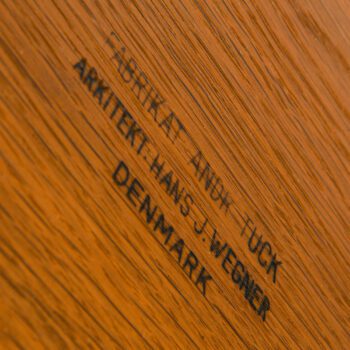 FABRIKAT ANDR TUCK
ARKITEKT: HANS J. WEGNER
DENMARK